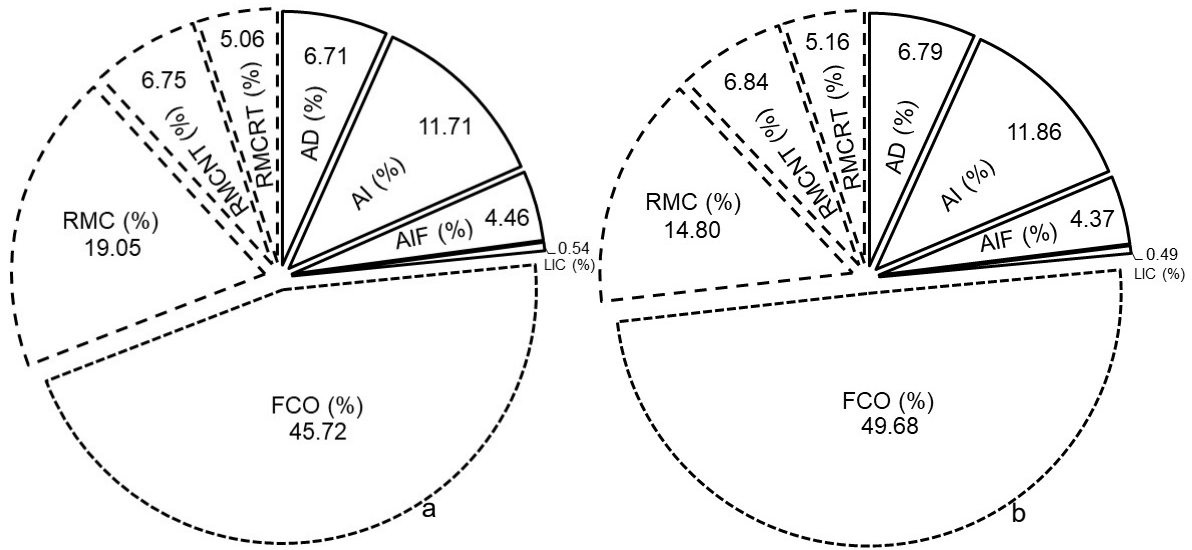 5.06
RMCRT (%)
6.71
AD (%)
6.75
RMCNT (%)
11.71
AI (%)
4.46
AIF (%)
0.54
LIC (%)
RMC (%)
19.05
FCO (%)
45.72
a
5.16
RMCRT (%)
6.79
AD (%)
6.84
RMCNT (%)
11.86
AI (%)
4.37
AIF (%)
0.49
LIC (%)
RMC (%)
14.80
FCO (%)
49.68
b